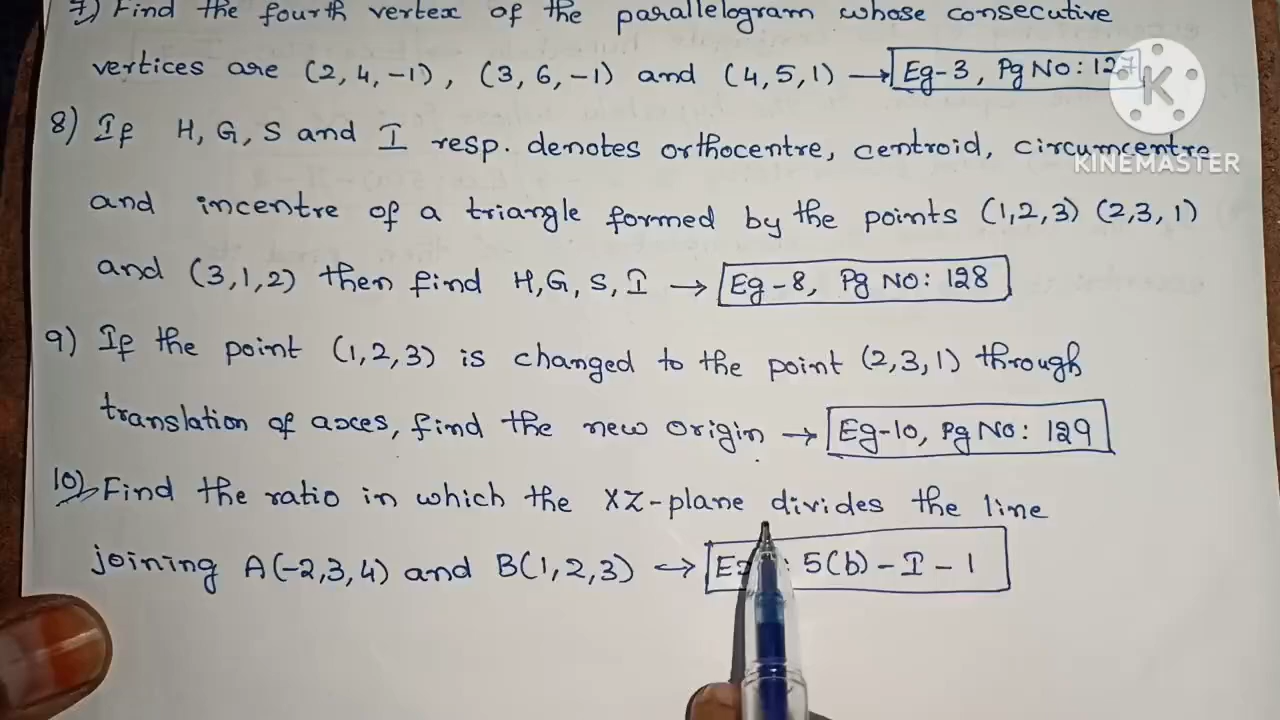 7) Find the fourth vertex of the parallelogram whose consecutive
vertices are (2, 4, -1), (3, 6, -1) and (4, 5, 1) → Eg-3, Pg No: 127
8) If H, G, S and I resp. denotes orthocentre, centroid, circumcentre
KINEMASTER
and incentre of a triangle formed by the points (1,2,3) (2,3,1)
and (3,1,2) then find H,G,S,I → Eg-8, Pg No: 128
9) If the point (1,2,3) is changed to the point (2,3,1) through
translation of axes, find the new origin → Eg-10, Pg No: 129
10) Find the ratio in which the XZ-plane divides the line
joining A(-2,3,4) and B(1,2,3) → 5(b)-I-1